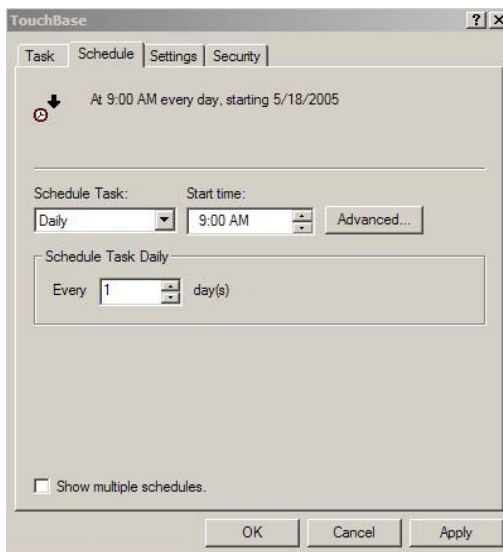 TouchBase
Task Schedule Settings Security
At 9:00 AM every day, starting 5/18/2005
Schedule Task: Start time:
Daily 9:00 AM Advanced...
Schedule Task Daily
Every 1 day(s)
Show multiple schedules.
OK Cancel Apply